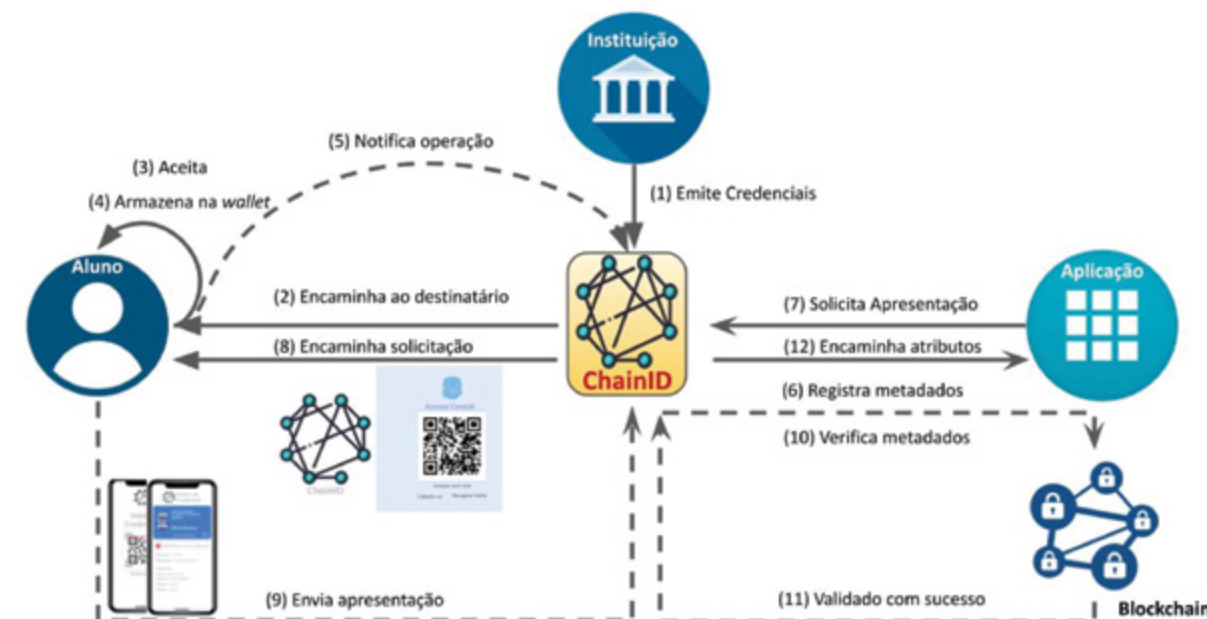 Instituição
(5) Notifica operação
(3) Aceita
(1) Emite Credenciais
(4) Armazena na wallet
Aluno
Aplicação
(2) Encaminha ao destinatário
(7) Solicita Apresentação
(8) Encaminha solicitação
(12) Encaminha atributos
ChainID
(6) Registra metadados
(10) Verifica metadados
ChainID
(9) Envia apresentação
(11) Validado com sucesso
Blockchain